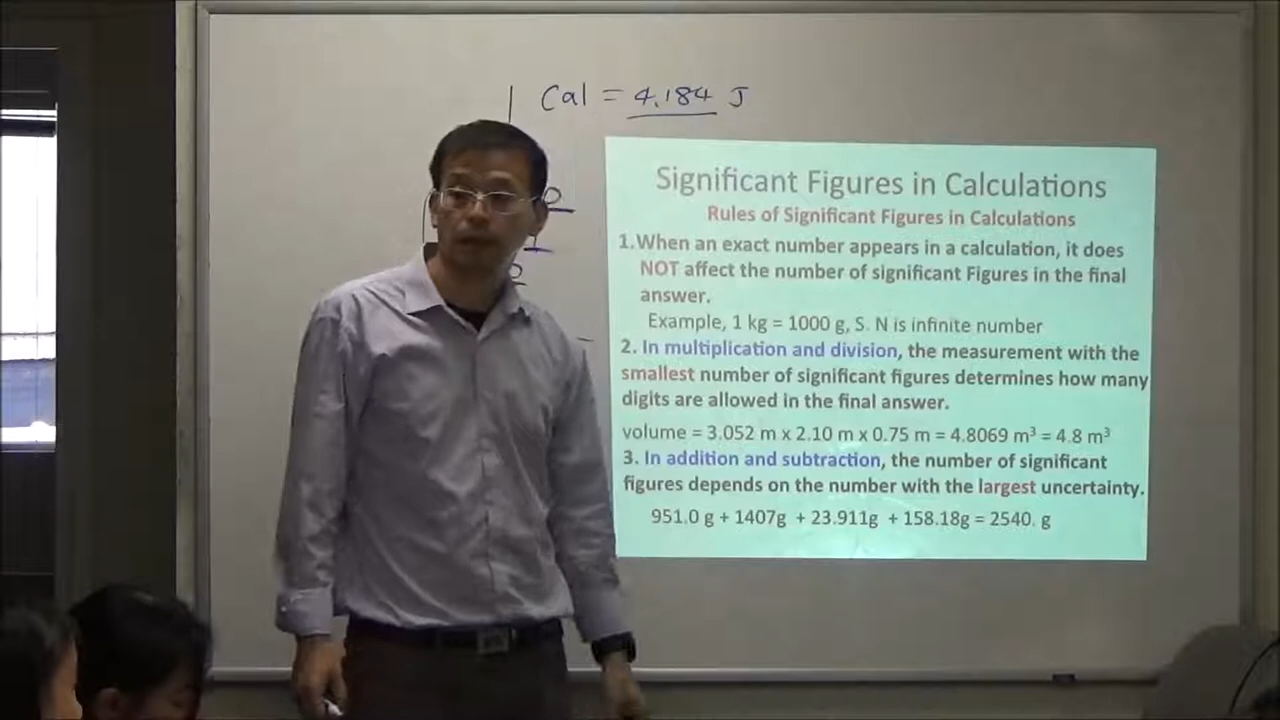 1 Cal = 4.184 J
Significant Figures in Calculations
Rules of Significant Figures in Calculations
1.When an exact number appears in a calculation, it does
NOT affect the number of significant Figures in the final
answer.
Example, 1 kg = 1000 g, S. N is infinite number
2. In multiplication and division, the measurement with the
smallest number of significant figures determines how many
digits are allowed in the final answer.
volume = 3.052 m x 2.10 m x 0.75 m = 4.8069 m³ = 4.8 m³
3. In addition and subtraction, the number of significant
figures depends on the number with the largest uncertainty.
951.0 g + 1407g + 23.911g + 158.18g = 2540. g